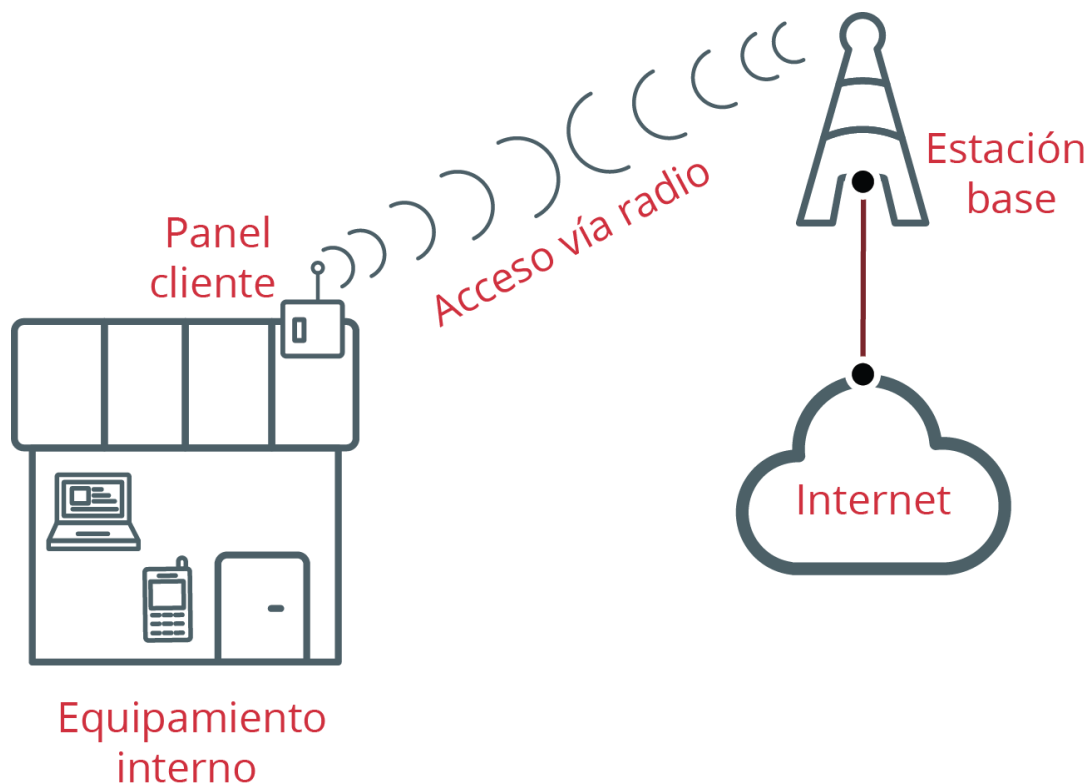 Estación
base
Acceso vía radio
Panel
cliente
Internet
Equipamiento
interno